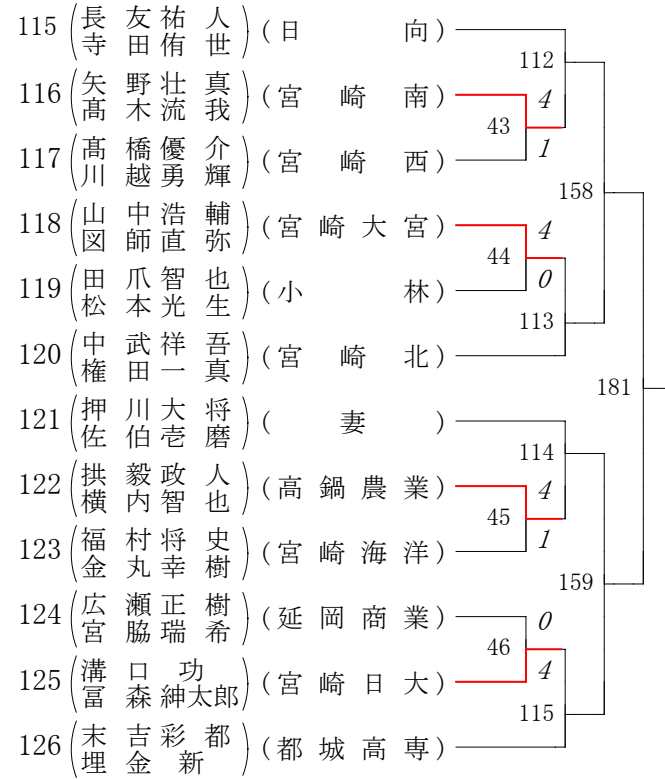 115 (長友祐人 寺田侑世) (日向)
112
116 (矢野壮真 髙木流我) (宮崎南) 4
43
117 (髙橋優介 川越勇輝) (宮崎西) 1
158
118 (山中浩輔 図師直弥) (宮崎大宮) 4
44
119 (田爪智也 松本光生) (小林) 0
113
120 (中武祥吾 権田一真) (宮崎北)
181
121 (押川大将 佐伯壱磨) (妻)
114
122 (拱毅政人 横内智也) (高鍋農業) 4
45
123 (福村将史 金丸幸樹) (宮崎海洋) 1
159
124 (広瀬正樹 宮脇瑞希) (延岡商業) 0
46
125 (溝口功 冨森紳太郎) (宮崎日大) 4
115
126 (末吉彩都 埋金新) (都城高専)